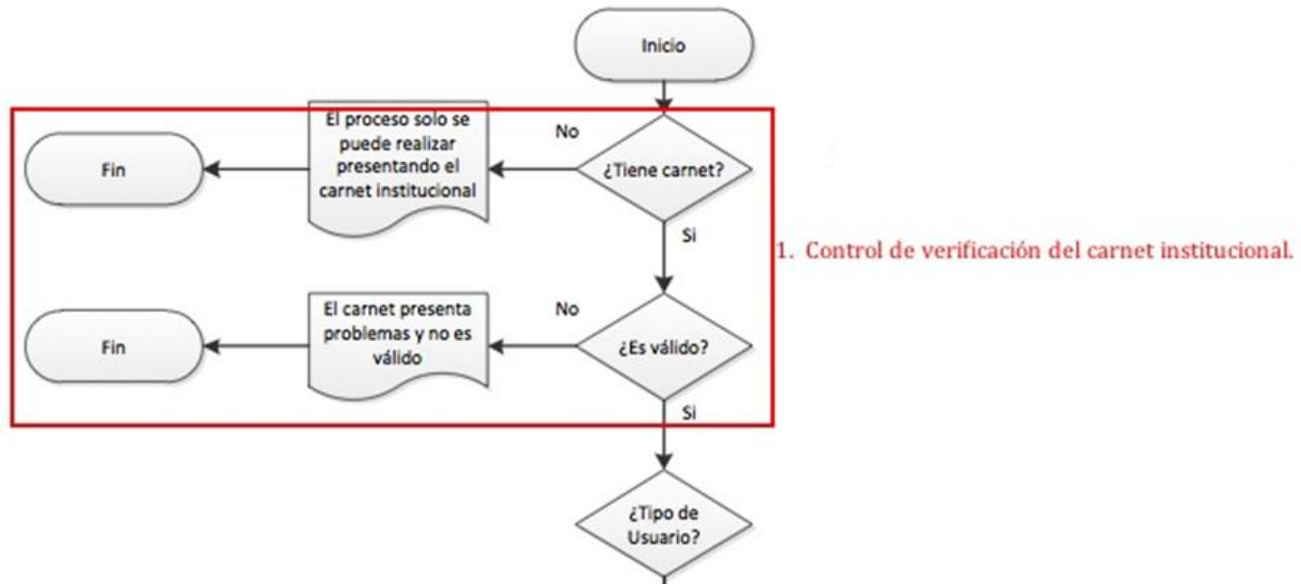 Inicio
El proceso solo se
puede realizar
presentando el
carnet institucional
No
Fin
¿Tiene carnet?
Si
1. Control de verificación del carnet institucional.
El carnet presenta
problemas y no es
válido
No
Fin
¿Es válido?
Si
¿Tipo de
Usuario?